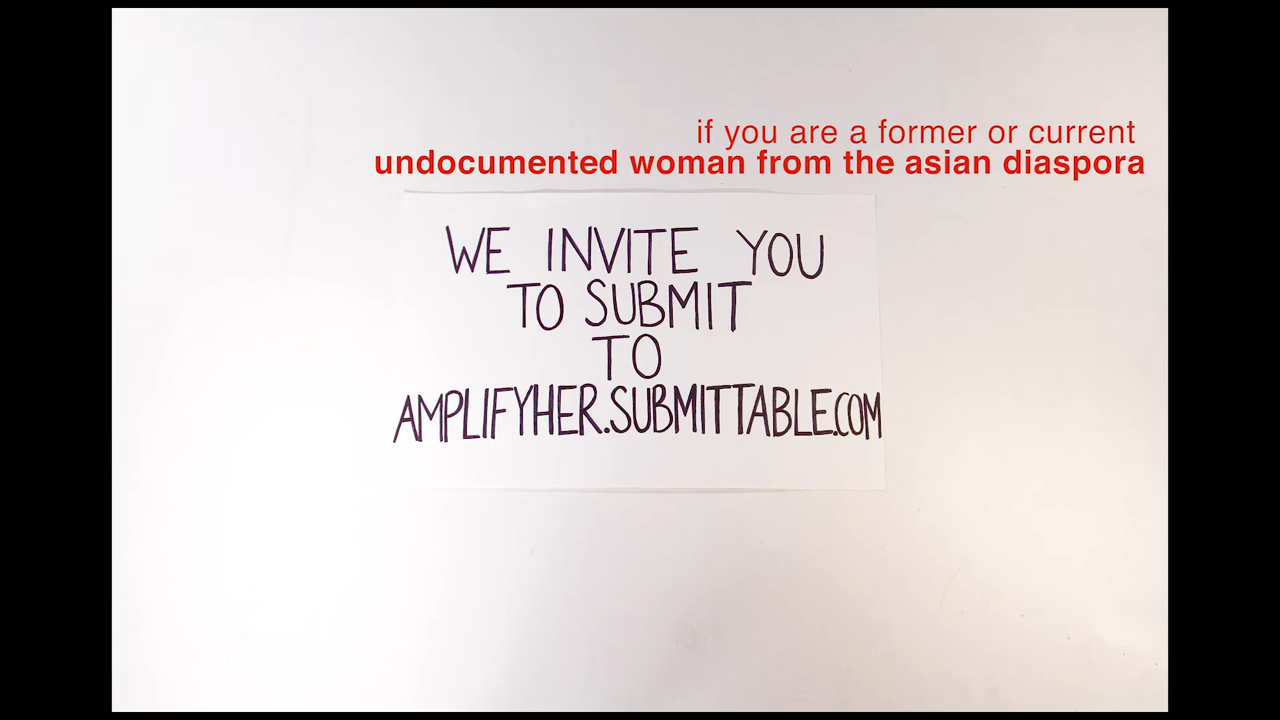 if you are a former or current
undocumented woman from the asian diaspora
WE INVITE YOU
TO SUBMIT
TO
AMPLIFYHER.SUBMITTABLE.COM